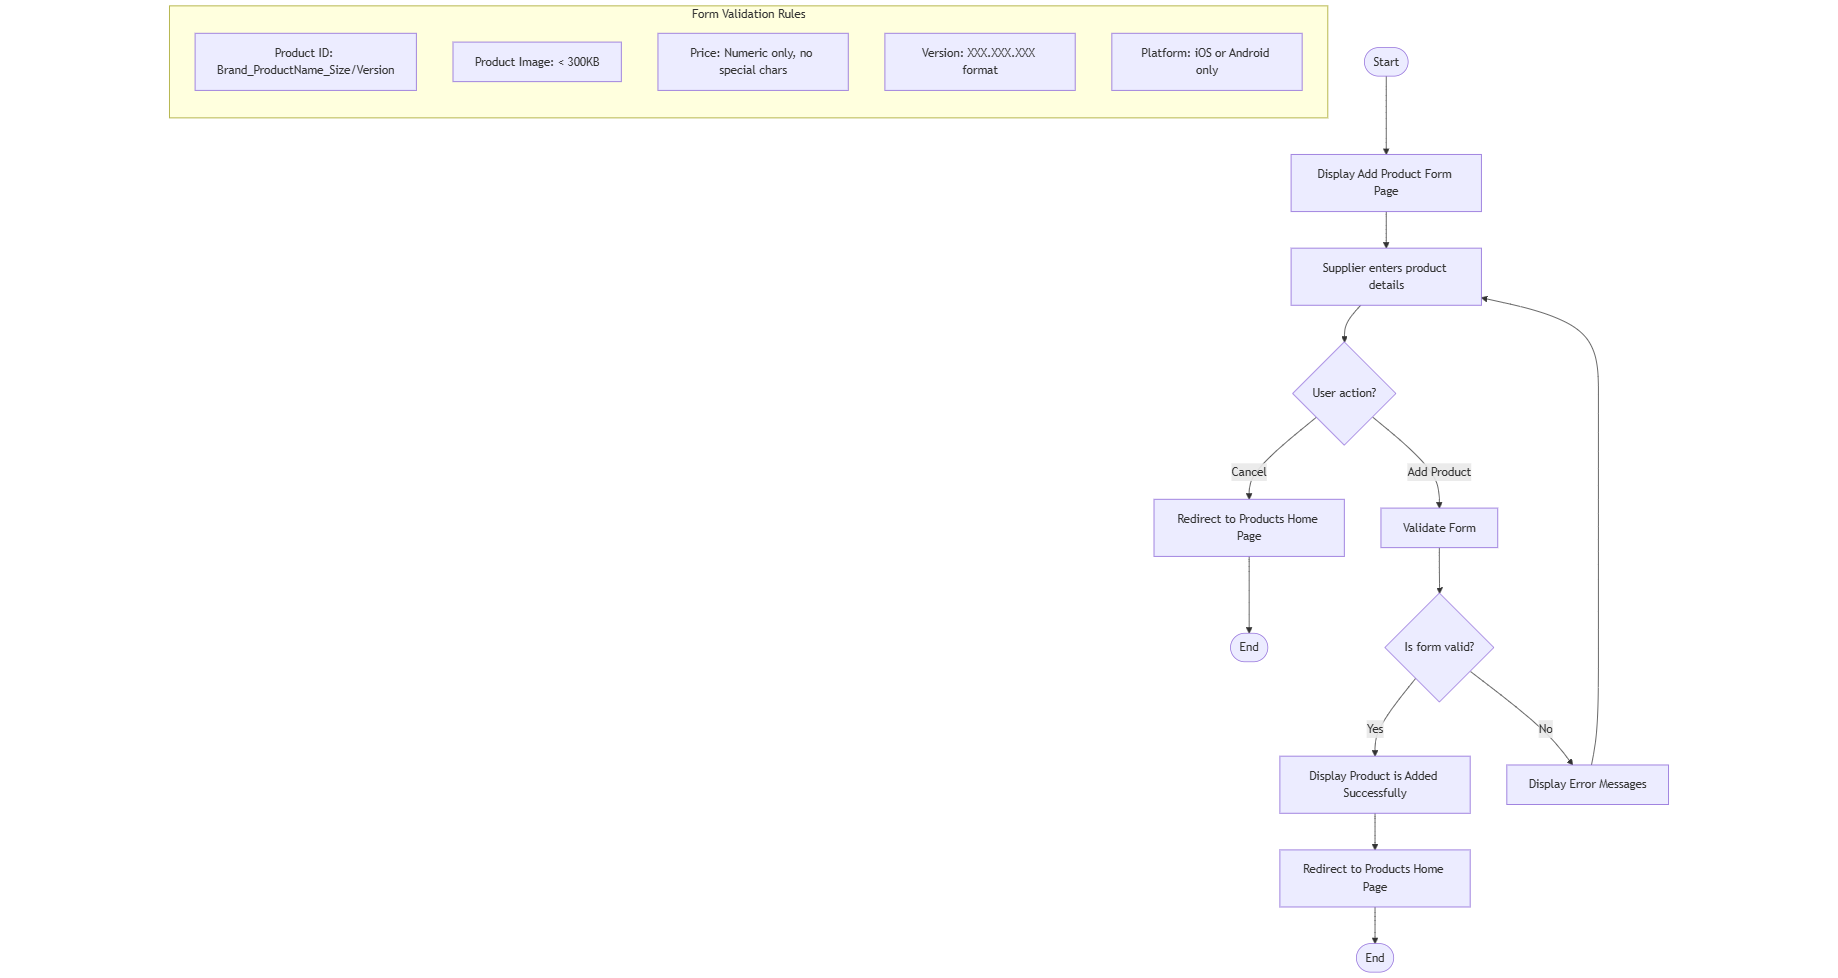 Form Validation Rules
Product ID:
Brand_ProductName_Size/Version
Product Image: < 300KB
Price: Numeric only, no
special chars
Version: XXX.XXX.XXX
format
Platform: iOS or Android
only
Start
Display Add Product Form
Page
Supplier enters product
details
User action?
Cancel
Add Product
Redirect to Products Home
Page
Validate Form
End
Is form valid?
Yes
No
Display Product is Added
Successfully
Display Error Messages
Redirect to Products Home
Page
End